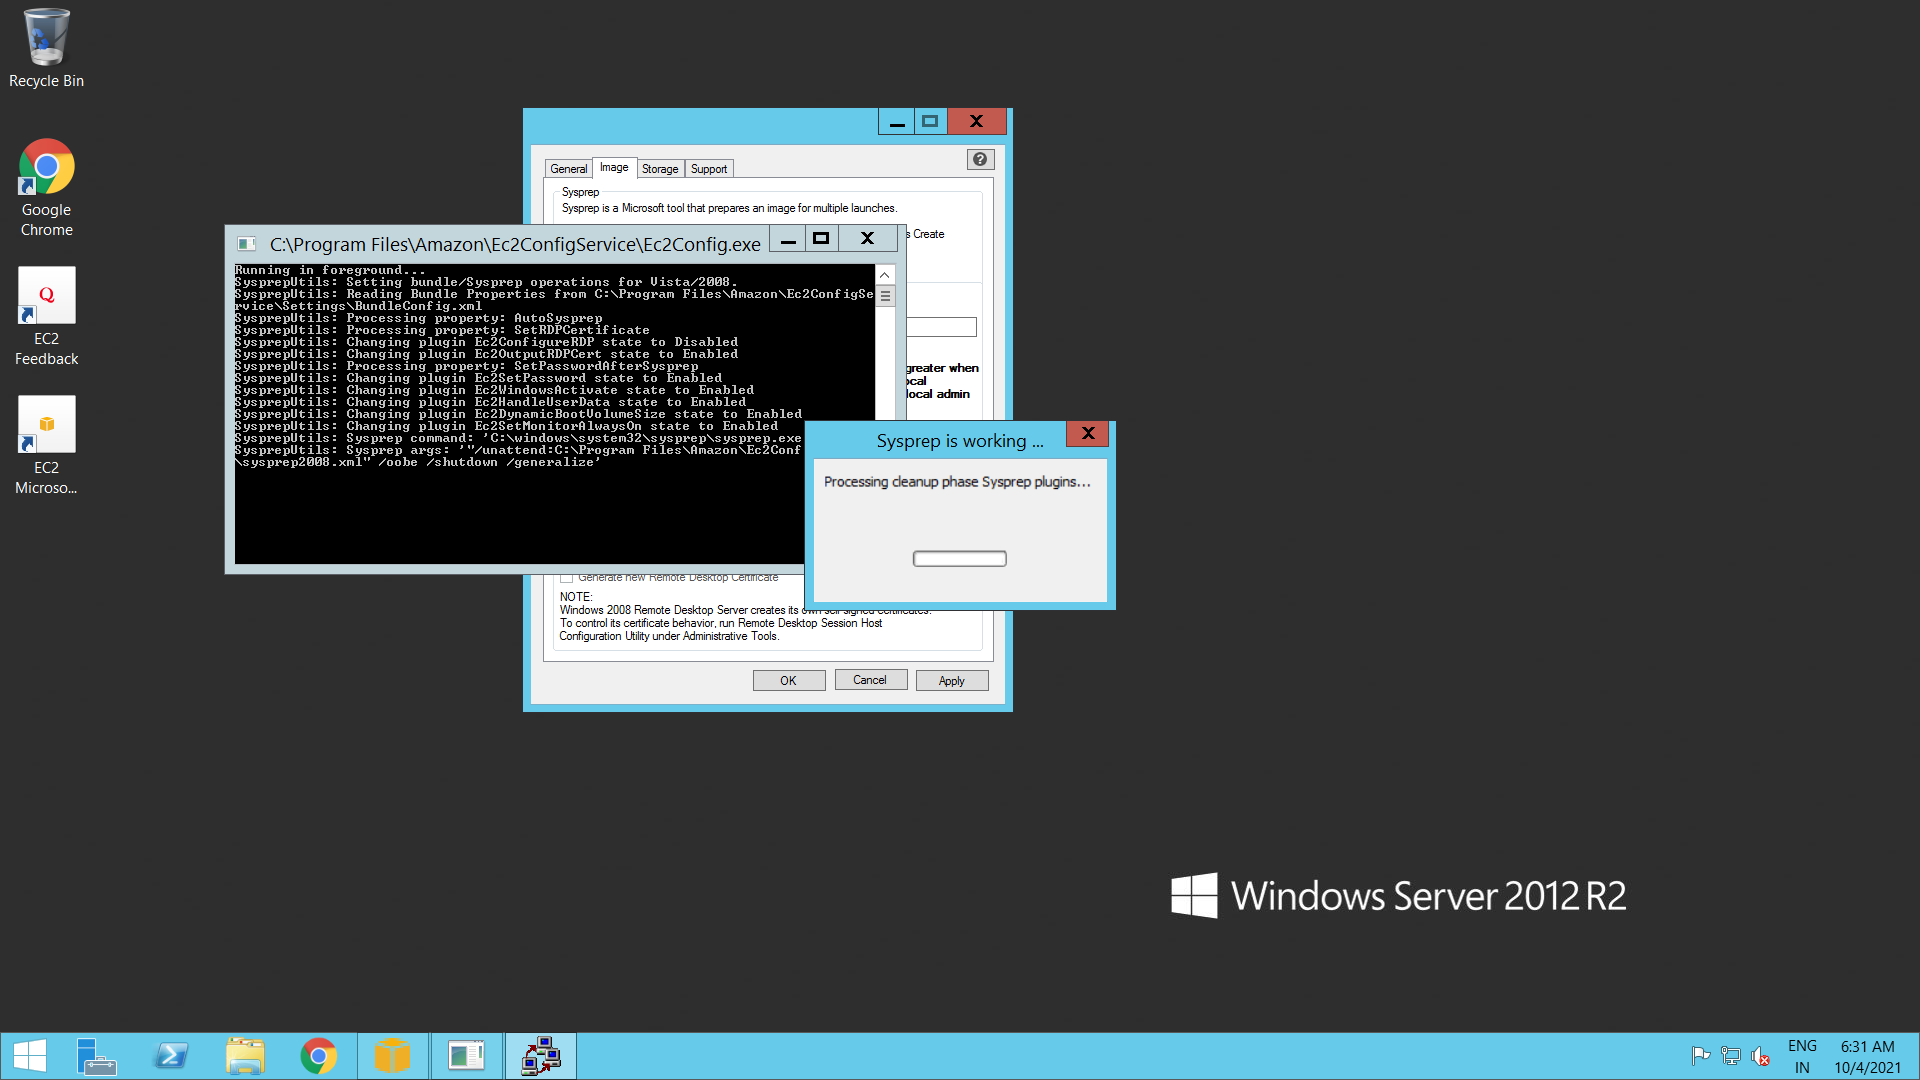 Recycle Bin
Google
Chrome
Q
EC2
Feedback
EC2
Microso...
General
Image
Storage
Support
?
Sysprep
Sysprep is a Microsoft tool that prepares an image for multiple launches.
s Create
greater when
ocal
local admin
C:\Program Files\Amazon\Ec2ConfigService\Ec2Config.exe
Running in foreground...
SysprepUtils: Setting bundle/Sysprep operations for Vista/2008.
SysprepUtils: Reading Bundle Properties from C:\Program Files\Amazon\Ec2ConfigSe
rvice\Settings\BundleConfig.xml
SysprepUtils: Processing property: AutoSysprep
SysprepUtils: Processing property: SetRDPCertificate
SysprepUtils: Changing plugin Ec2ConfigureRDP state to Disabled
SysprepUtils: Changing plugin Ec2OutputRDPCert state to Enabled
SysprepUtils: Processing property: SetPasswordAfterSysprep
SysprepUtils: Changing plugin Ec2SetPassword state to Enabled
SysprepUtils: Changing plugin Ec2WindowsActivate state to Enabled
SysprepUtils: Changing plugin Ec2HandleUserData state to Enabled
SysprepUtils: Changing plugin Ec2DynamicBootVolumeSize state to Enabled
SysprepUtils: Changing plugin Ec2SetMonitorAlwaysOn state to Enabled
SysprepUtils: Sysprep command: 'C:\windows\system32\sysprep\sysprep.exe
SysprepUtils: Sysprep args: '"/unattend:C:\Program Files\Amazon\Ec2Conf
\sysprep2008.xml" /oobe /shutdown /generalize'
Sysprep is working ...
Processing cleanup phase Sysprep plugins...
Generate new Remote Desktop Certificate
NOTE:
Windows 2008 Remote Desktop Server creates its own self signed certificates.
To control its certificate behavior, run Remote Desktop Session Host
Configuration Utility under Administrative Tools.
OK
Cancel
Apply
Windows Server 2012 R2
ENG
IN
6:31 AM
10/4/2021